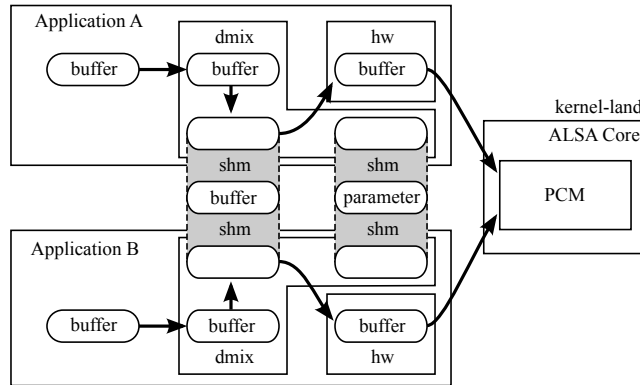 Application A
dmix
hw
buffer
buffer
buffer
kernel-land
ALSA Core
shm
shm
buffer
parameter
PCM
shm
shm
Application B
buffer
buffer
buffer
dmix
hw